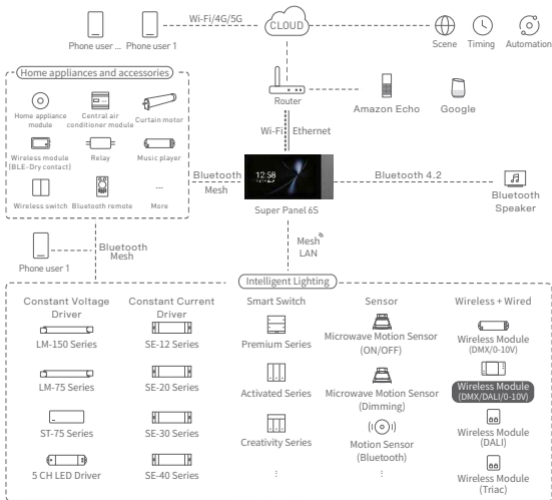 Wi-Fi/4G/5G
CLOUD
Phone user ... Phone user 1
Scene Timing Automation
Home appliances and accessories
Router
Amazon Echo Google
Home appliance
module
Central air
conditioner module
Curtain motor
Wi-Fi Ethernet
Wireless module
(BLE-Dry contact)
Relay
Music player
Bluetooth
Mesh
12:58
Bluetooth 4.2
Bluetooth
Speaker
Wireless switch Bluetooth remote ... More
Super Panel 6S
Phone user 1
Bluetooth
Mesh
Mesh
LAN
Intelligent Lighting
Constant Voltage
Driver
Constant Current
Driver
Smart Switch
Sensor
Wireless + Wired
LM-150 Series
SE-12 Series
Premium Series
Microwave Motion Sensor
(ON/OFF)
Wireless Module
(DMX/0-10V)
LM-75 Series
SE-20 Series
Activated Series
Microwave Motion Sensor
(Dimming)
Wireless Module
(DMX/DALI/0-10V)
ST-75 Series
SE-30 Series
Creativity Series
Motion Sensor
(Bluetooth)
Wireless Module
(DALI)
5 CH LED Driver
SE-40 Series
Wireless Module
(Triac)